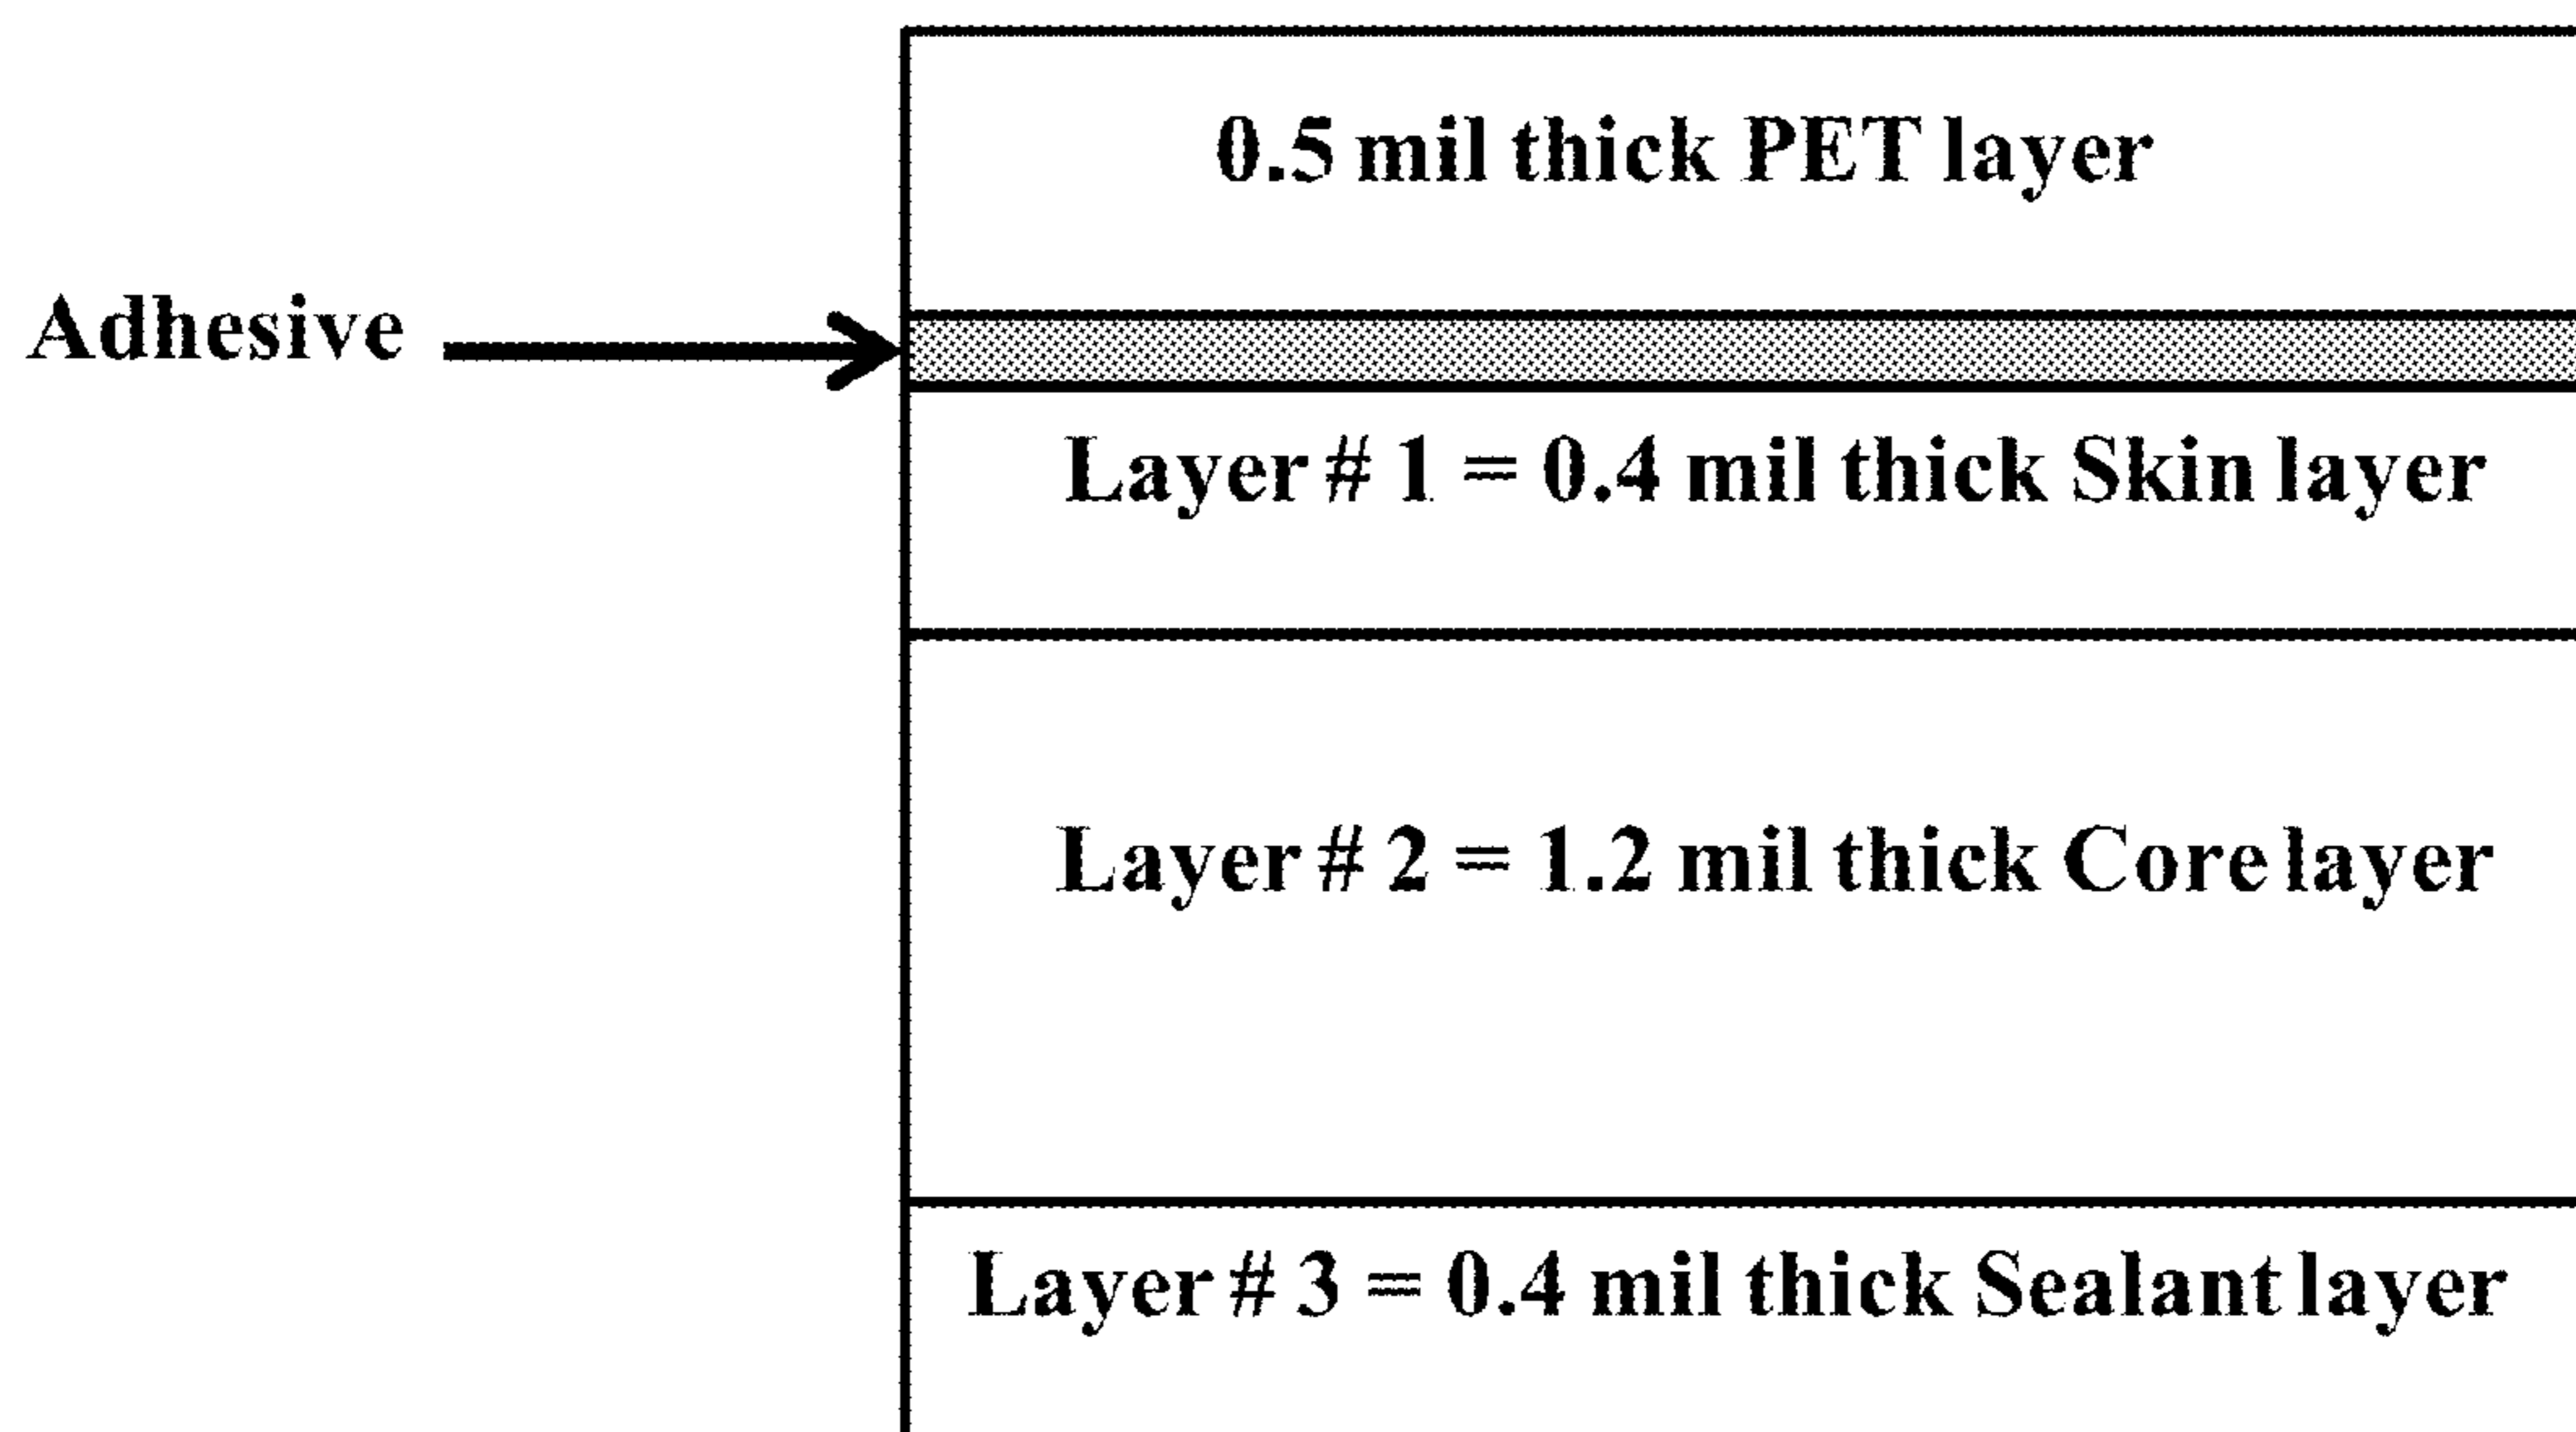 0.5 mil thick PET layer
Adhesive
Layer # 1 = 0.4 mil thick Skin layer
Layer # 2 = 1.2 mil thick Core layer
Layer # 3 = 0.4 mil thick Sealant layer